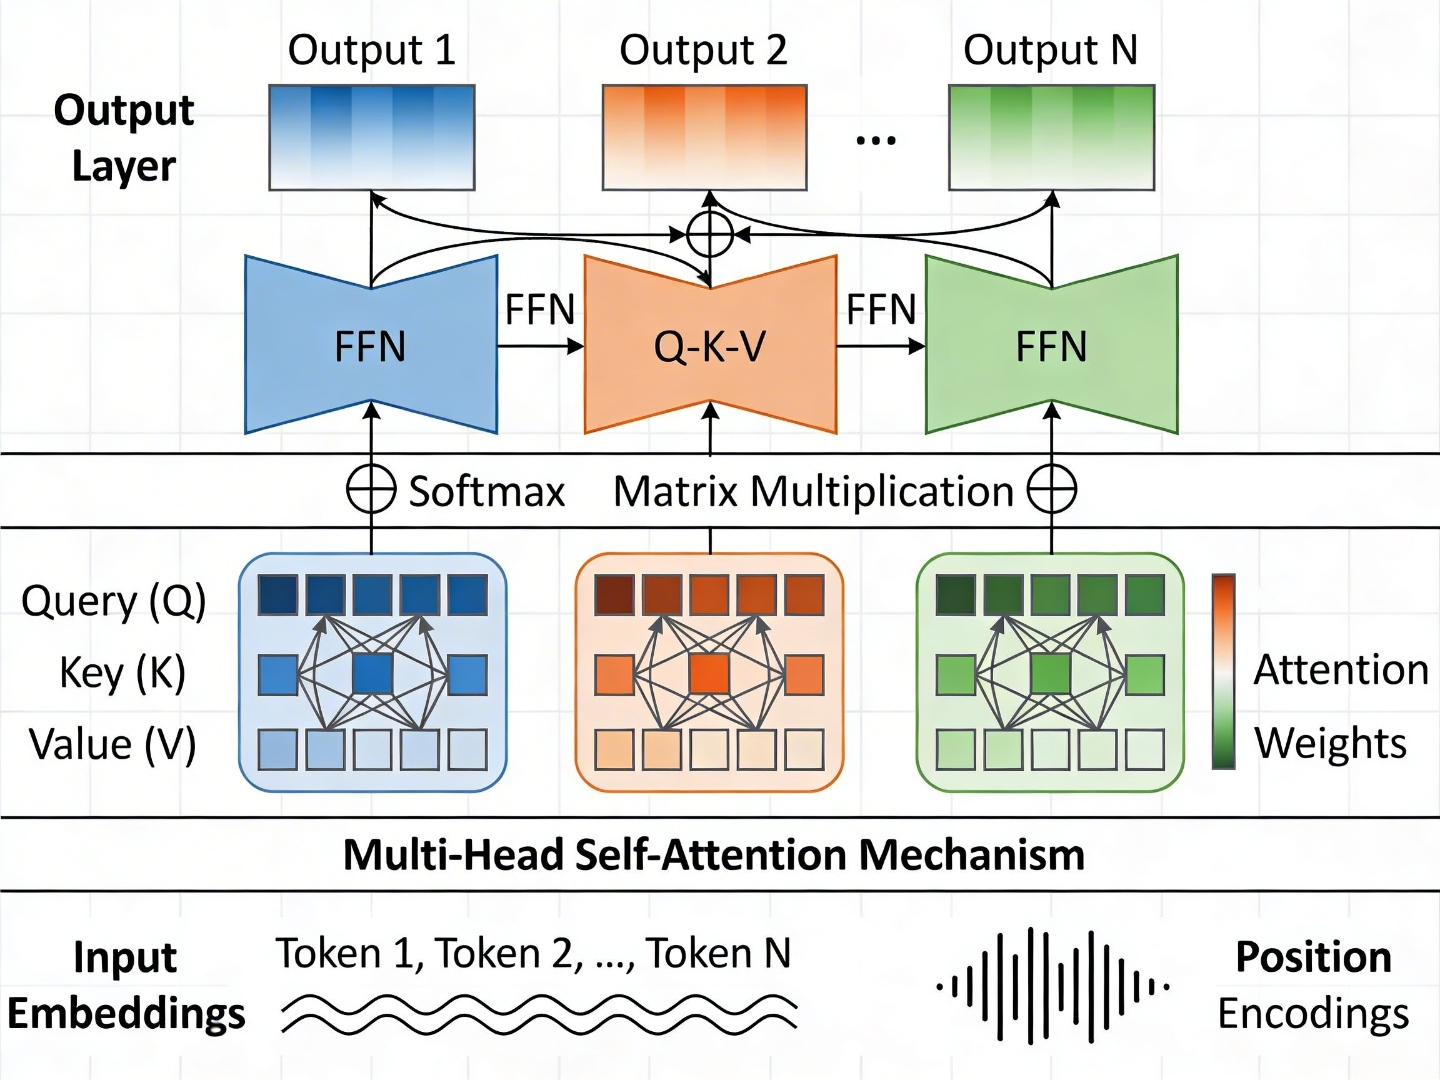 Output 1
Output 2
Output N
Output
Layer
...
FFN
FFN
FFN
Q-K-V
FFN
Softmax
Matrix Multiplication
Query (Q)
Key (K)
Value (V)
Attention
Weights
Multi-Head Self-Attention Mechanism
Input
Embeddings
Token 1, Token 2, ..., Token N
Position
Encodings